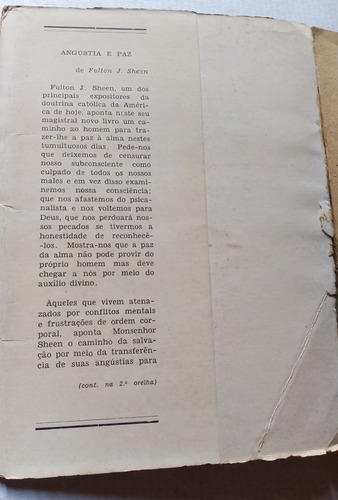 ANGUSTIA E PAZ
de Fulton J. Sheen
Fulton J. Sheen, um dos
principais expositores da
doutrina católica da Amér-
ica de hoje, aponta neste seu
magistral novo livro um ca-
minho ao homem para tra-
zer-lhe a paz à alma nestes
tumultuosos dias. Pede-nos
que deixemos de censurar
nosso subconsciente como
culpado de todos os nossos
males e em vez disso exami-
nemos nossa consciência;
que nos afastemos do psica-
nalista e nos voltemos para
Deus, que nos perdoará nos-
sos pecados se tivermos a
honestidade de reconhecê-
-los. Mostra-nos que a paz
da alma não pode provir do
próprio homem mas deve
chegar a nós por meio do
auxílio divino.
Aqueles que vivem atena-
zados por conflitos mentais
e frustrações de ordem cor-
poral, aponta Monsenhor
Sheen o caminho da salva-
ção por meio da transferên-
cia de suas angústias para
(cont. na 2.ª orelha)